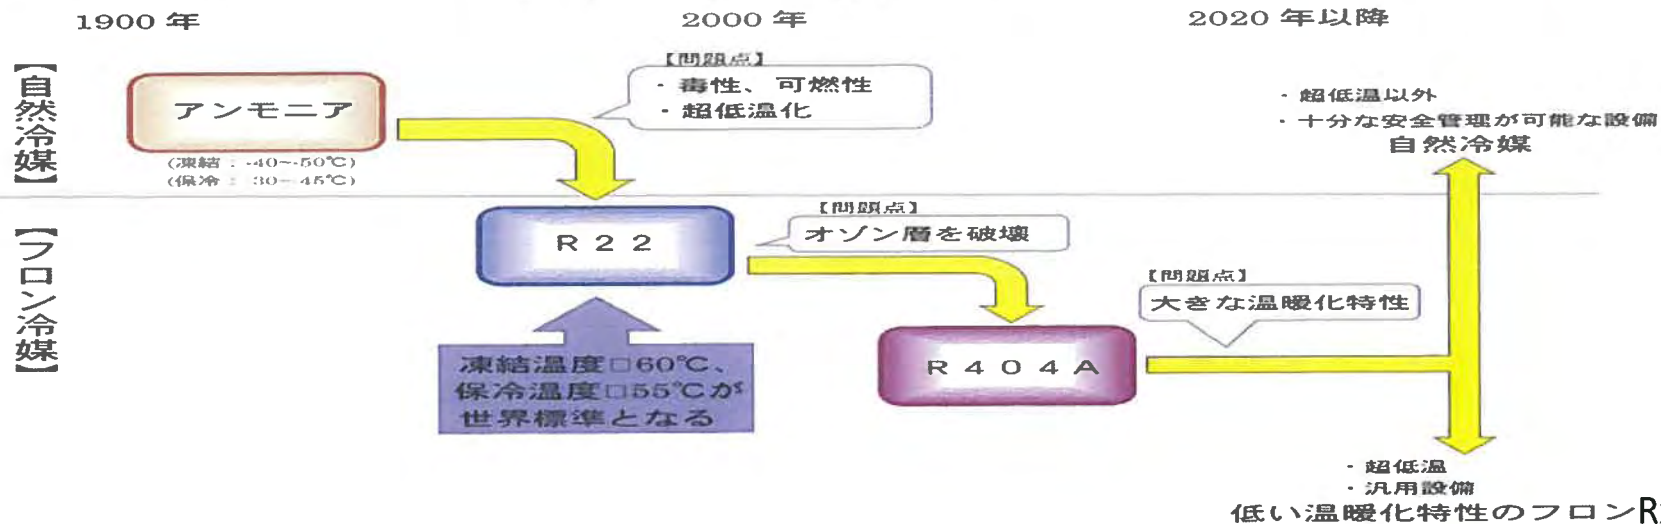 1900 年
2000 年
2020 年以降
【自然冷媒】
アンモニア
(凍結：-40~-50℃)
(保冷：-30~-45℃)
【問題点】
・毒性、可燃性
・超低温化
・超低温以外
・十分な安全管理が可能な設備
自然冷媒
【フロン冷媒】
R２２
【問題点】
オゾン層を破壊
凍結温度□60℃、
保冷温度□55℃が
世界標準となる
R４０４A
【問題点】
大きな温暖化特性
・超低温
・汎用設備
低い温暖化特性のフロンR